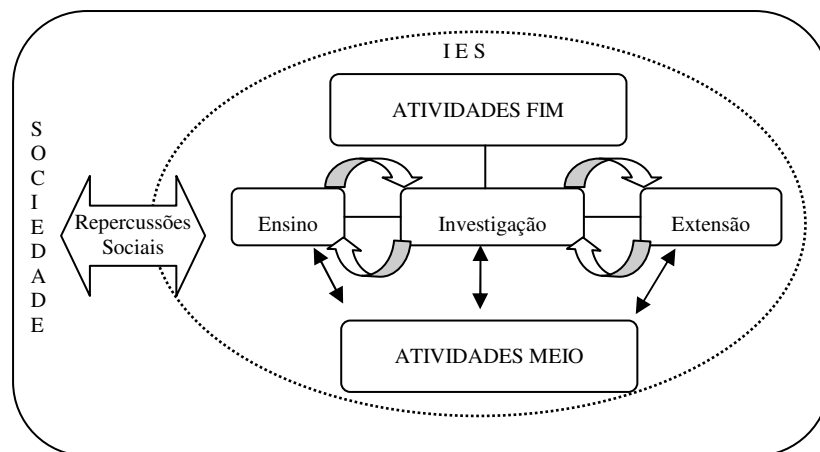 I E S
ATIVIDADES FIM
S
O
C
I
E
D
A
D
E
Repercussões
Sociais
Ensino
Investigação
Extensão
ATIVIDADES MEIO